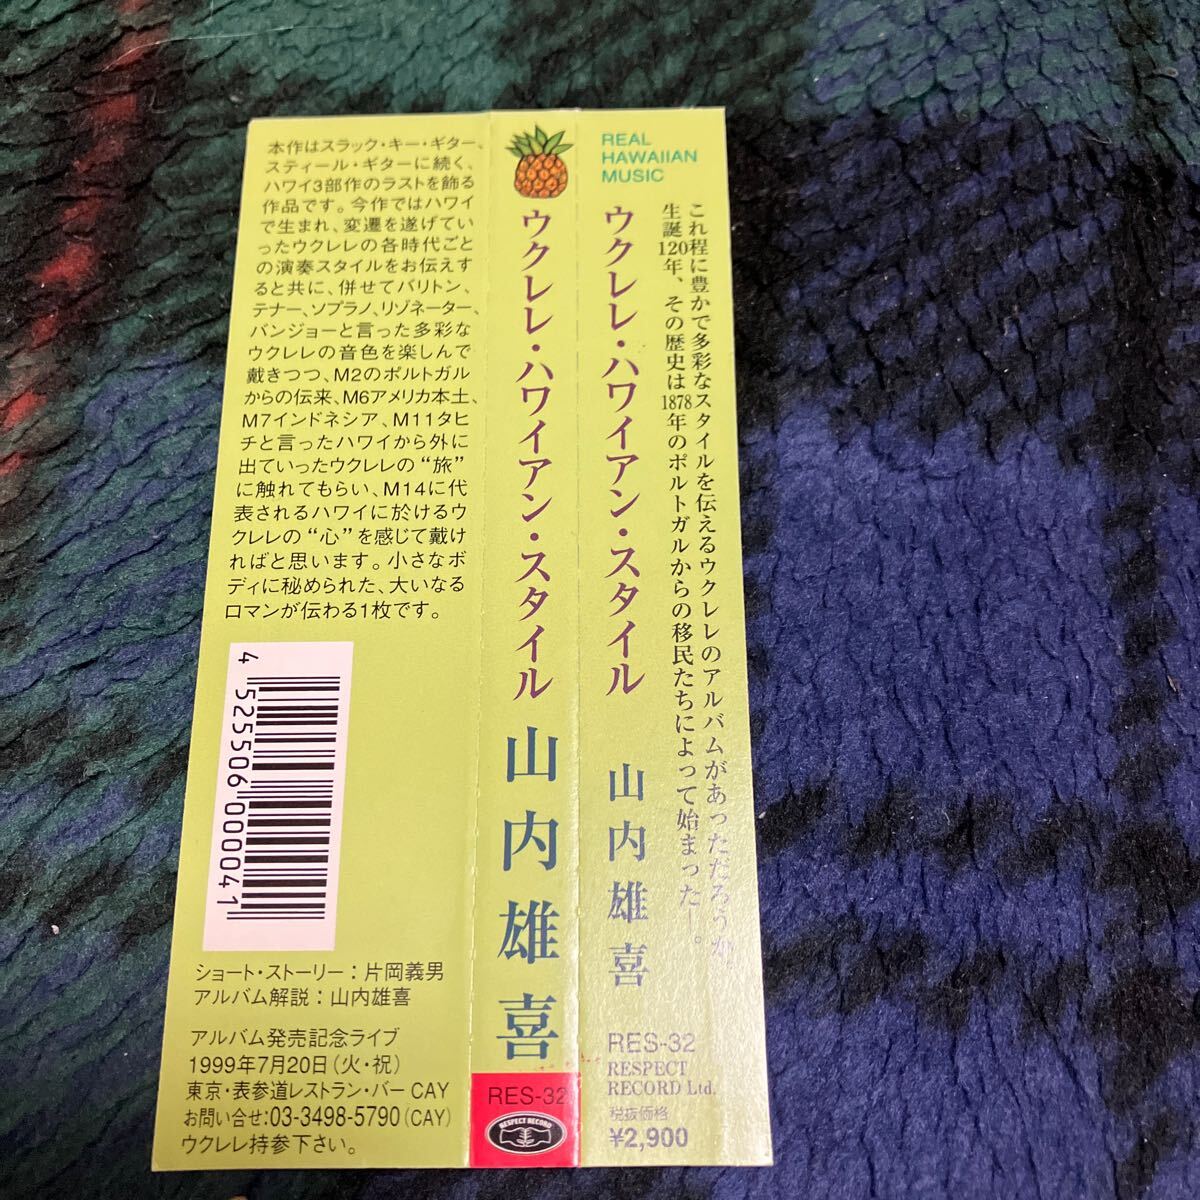 本作はスラック・キー・ギター、
スティール・ギターに続く、
ハワイ3部作のラストを飾る
作品です。今作ではハワイ
で生まれ、変遷を遂げてい
ったウクレレの各時代ごと
の演奏スタイルをお伝えす
ると共に、併せてバリトン、
テナー、ソプラノ、リゾネーター、
バンジョーと言った多彩な
ウクレレの音色を楽しんで
戴きつつ、M2のポルトガル
からの伝来、M6アメリカ本土、
M7インドネシア、M11タヒ
チと言ったハワイから外に
出ていったウクレレの“旅”
に触れてもらい、M14に代
表されるハワイに於けるウ
クレレの“心”を感じて戴け
ればと思います。小さなボ
ディに秘められた、大いなる
ロマンが伝わる1枚です。
4 525506 000041
ショート・ストーリー：片岡義男
アルバム解説：山内雄喜
アルバム発売記念ライブ
1999年7月20日（火・祝）
東京・表参道レストラン・バー CAY
お問い合せ：03-3498-5790（CAY）
ウクレレ持参下さい。
ウクレレ・ハワイアン・スタイル 山内雄喜
RES-32
RESPECT RECORD
REAL
HAWAIIAN
MUSIC
これ程に豊かで多彩なスタイルを伝えるウクレレのアルバムがあっただろうか。
生誕120年、その歴史は1878年のポルトガルからの移民たちによって始まった―。
ウクレレ・ハワイアン・スタイル 山内雄喜
RES-32
RESPECT
RECORD Ltd.
税抜価格
¥2,900